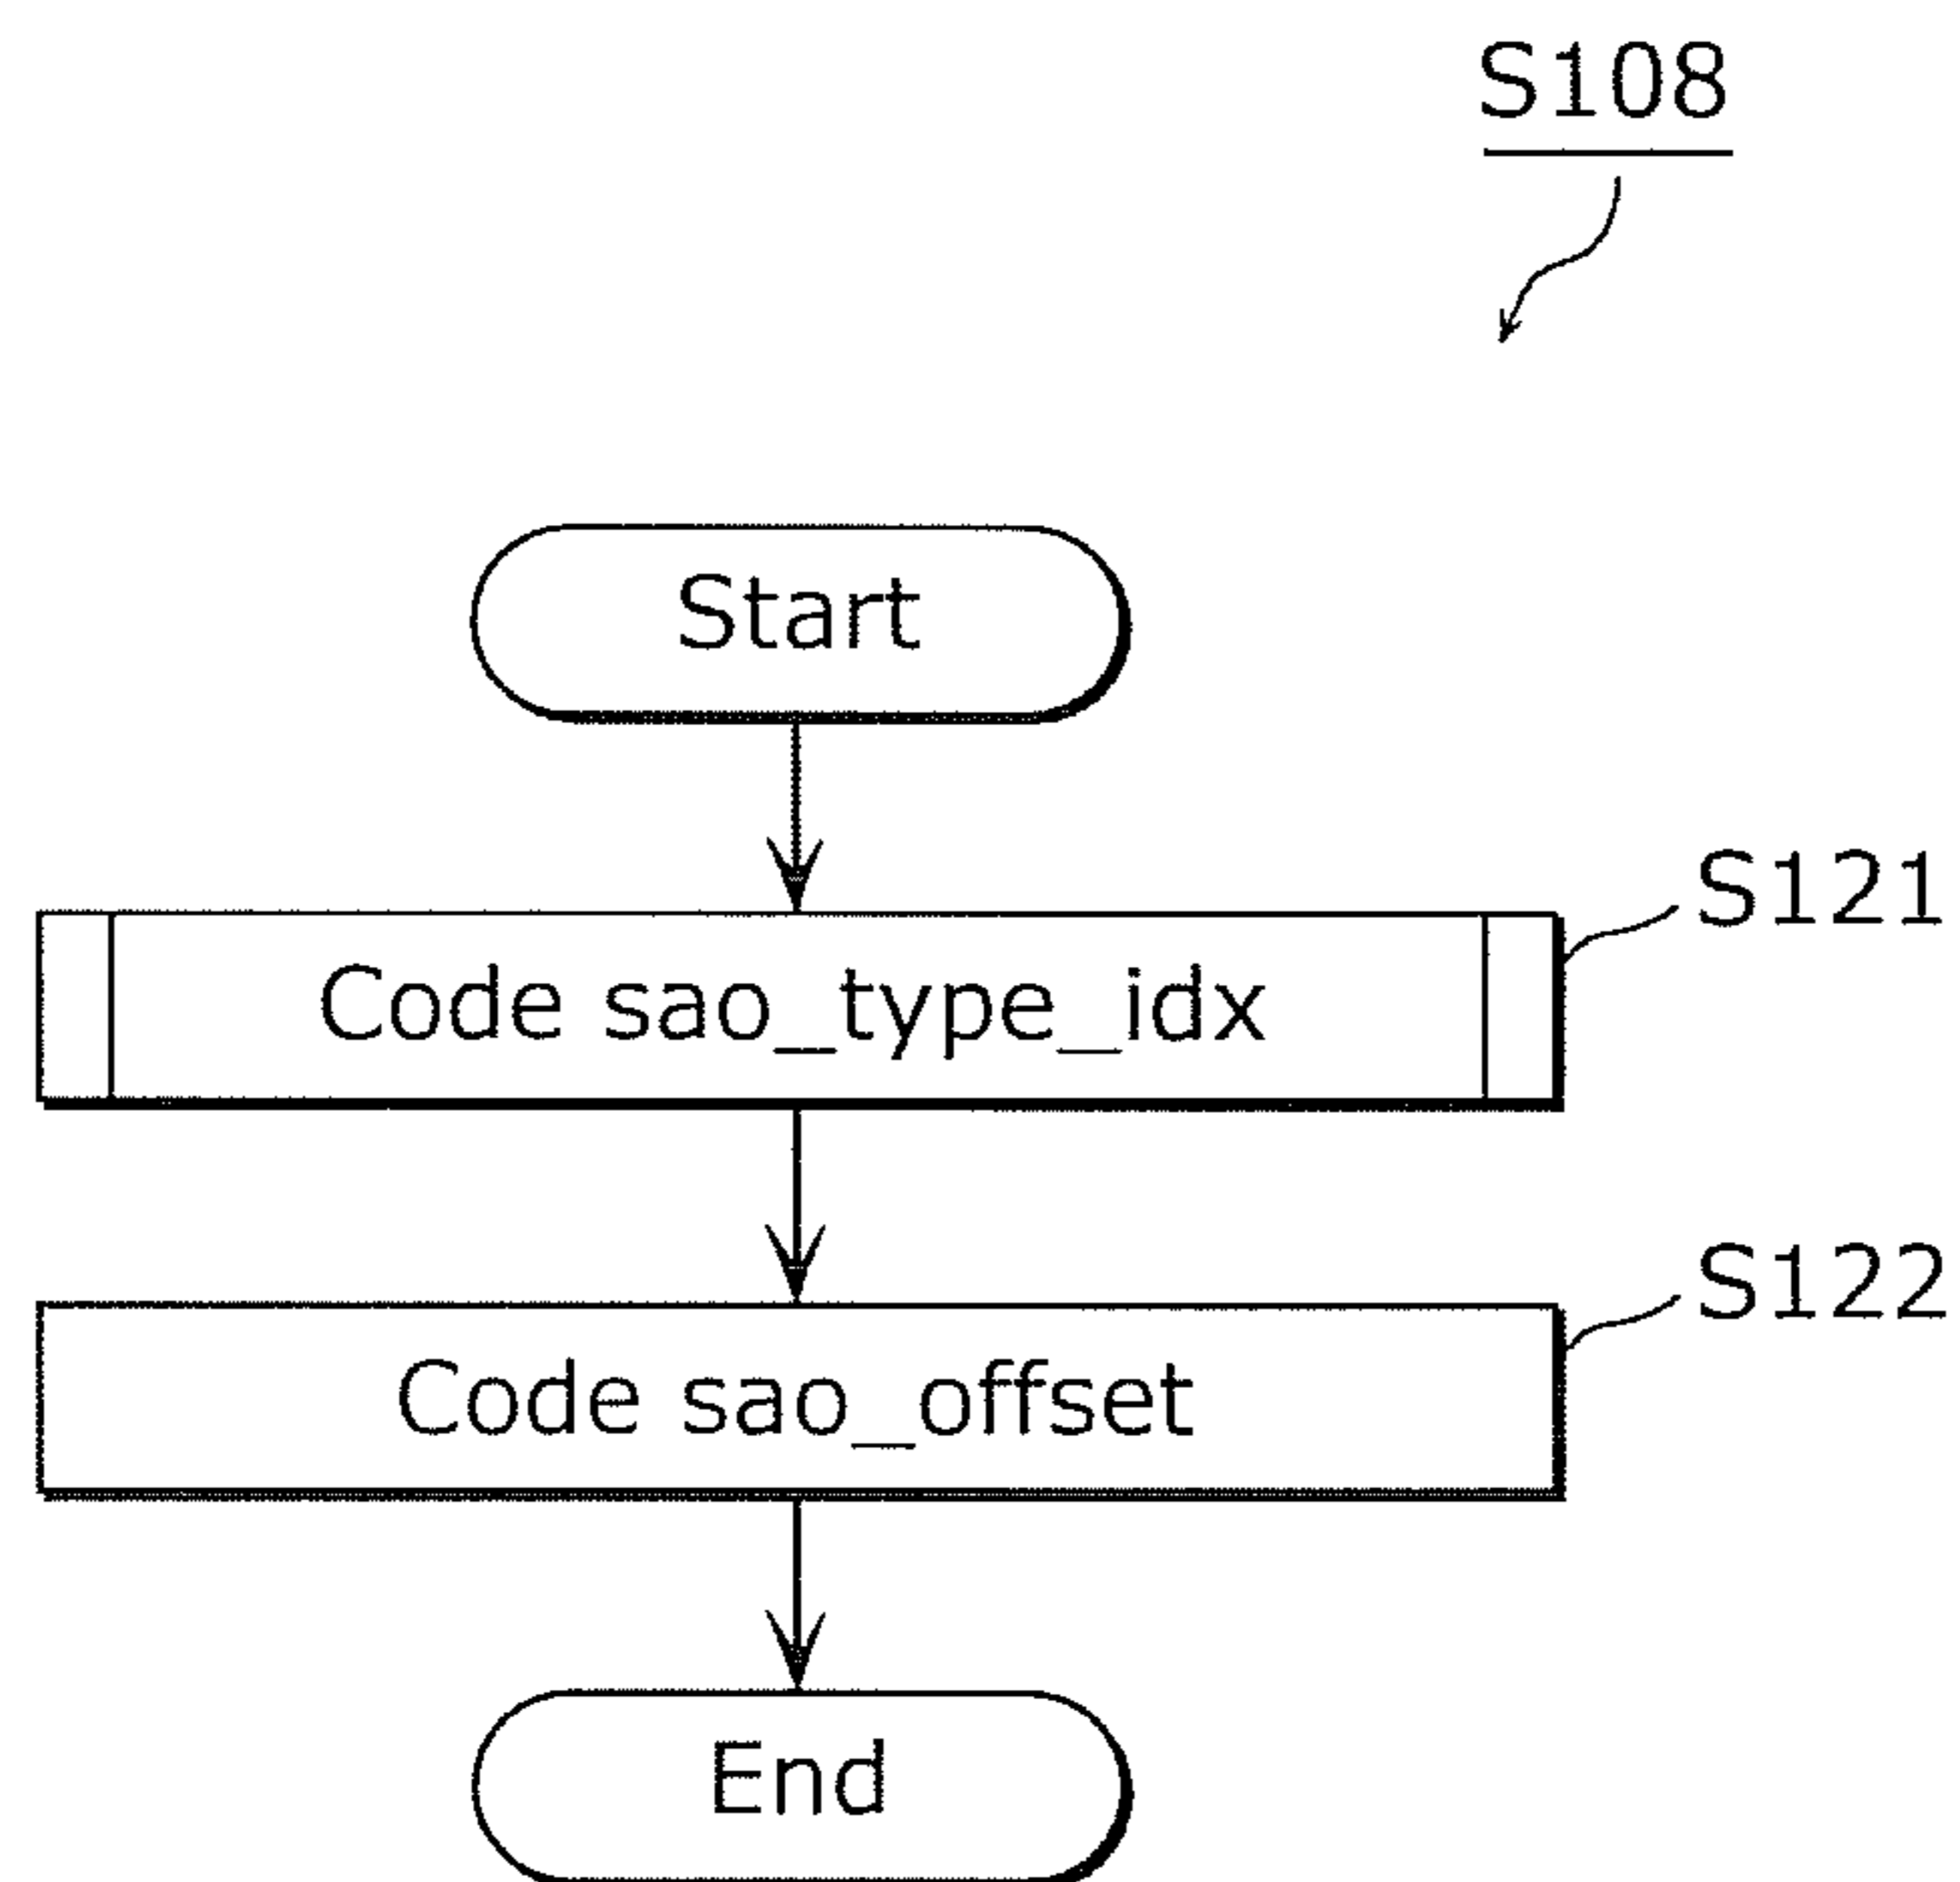 S108
Start
S121
Code sao_type_idx
S122
Code sao_offset
End